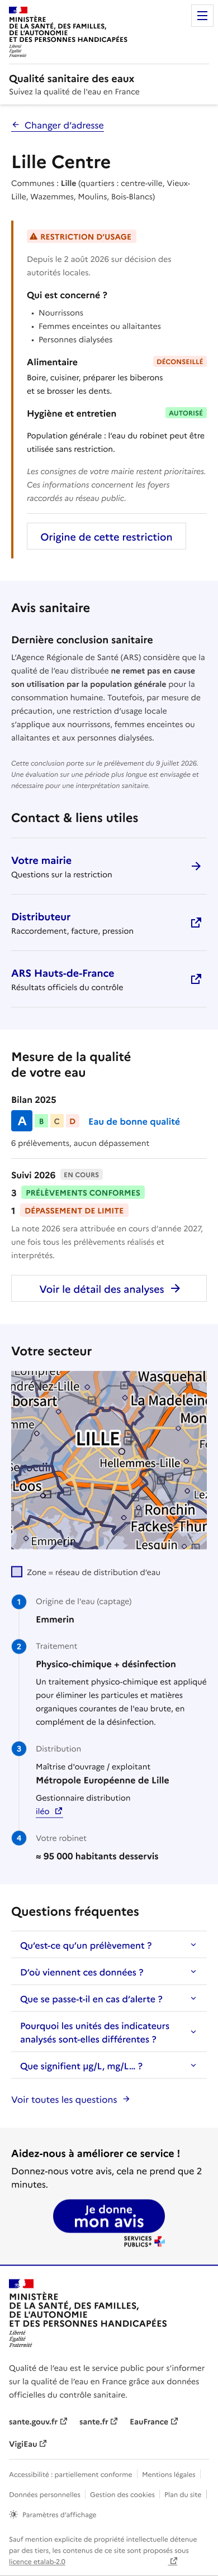 MINISTÈRE
DE LA SANTÉ, DES FAMILLES,
DE L'AUTONOMIE
ET DES PERSONNES HANDICAPÉES
Liberté
Égalité
Fraternité
Qualité sanitaire des eaux
Suivez la qualité de l'eau en France
← Changer d'adresse
Lille Centre
Communes : Lille (quartiers : centre-ville, Vieux-
Lille, Wazemmes, Moulins, Bois-Blancs)
RESTRICTION D'USAGE
Depuis le 2 août 2026 sur décision des
autorités locales.
Qui est concerné ?
• Nourrissons
• Femmes enceintes ou allaitantes
• Personnes dialysées
Alimentaire DÉCONSEILLÉ
Boire, cuisiner, préparer les biberons
et se brosser les dents.
Hygiène et entretien AUTORISÉ
Population générale : l'eau du robinet peut être
utilisée sans restriction.
Les consignes de votre mairie restent prioritaires.
Ces informations concernent les foyers
raccordés au réseau public.
Origine de cette restriction
Avis sanitaire
Dernière conclusion sanitaire
L'Agence Régionale de Santé (ARS) considère que la
qualité de l'eau distribuée ne remet pas en cause
son utilisation par la population générale pour la
consommation humaine. Toutefois, par mesure de
précaution, une restriction d'usage locale
s'applique aux nourrissons, femmes enceintes ou
allaitantes et aux personnes dialysées.
Cette conclusion porte sur le prélèvement du 9 juillet 2026.
Une évaluation sur une période plus longue est envisagée et
nécessaire pour une interprétation sanitaire.
Contact & liens utiles
Votre mairie →
Questions sur la restriction
Distributeur
Raccordement, facture, pression
ARS Hauts-de-France
Résultats officiels du contrôle
Mesure de la qualité
de votre eau
Bilan 2025
A B C D Eau de bonne qualité
6 prélèvements, aucun dépassement
Suivi 2026 EN COURS
3 PRÉLÈVEMENTS CONFORMES
1 DÉPASSEMENT DE LIMITE
La note 2026 sera attribuée en cours d'année 2027,
une fois tous les prélèvements réalisés et
interprétés.
Voir le détail des analyses →
Votre secteur
Wasquehal
La Madeleine
LILLE
Hellemmes-Lille
Loos
Ronchin
Faches-Thum
Lesquin
Emmerin
Zone ≈ réseau de distribution d'eau
1 Origine de l'eau (captage)
Emmerin
2 Traitement
Physico-chimique + désinfection
Un traitement physico-chimique est appliqué
pour éliminer les particules et matières
organiques courantes de l'eau brute, en
complément de la désinfection.
3 Distribution
Maîtrise d'ouvrage / exploitant
Métropole Européenne de Lille
Gestionnaire distribution
iléo
4 Votre robinet
≈ 95 000 habitants desservis
Questions fréquentes
Qu'est-ce qu'un prélèvement ?
D'où viennent ces données ?
Que se passe-t-il en cas d'alerte ?
Pourquoi les unités des indicateurs
analysés sont-elles différentes ?
Que signifient µg/L, mg/L… ?
Voir toutes les questions →
Aidez-nous à améliorer ce service !
Donnez-nous votre avis, cela ne prend que 2
minutes.
Je donne
mon avis
SERVICES
PUBLICS+
MINISTÈRE
DE LA SANTÉ, DES FAMILLES,
DE L'AUTONOMIE
ET DES PERSONNES HANDICAPÉES
Liberté
Égalité
Fraternité
Qualité de l'eau est le service public pour s'informer
sur la qualité de l'eau en France grâce aux données
officielles du contrôle sanitaire.
sante.gouv.fr sante.fr EauFrance
VigiEau
Accessibilité : partiellement conforme Mentions légales
Données personnelles Gestion des cookies Plan du site
Paramètres d'affichage
Sauf mention explicite de propriété intellectuelle détenue
par des tiers, les contenus de ce site sont proposés sous
licence etalab-2.0